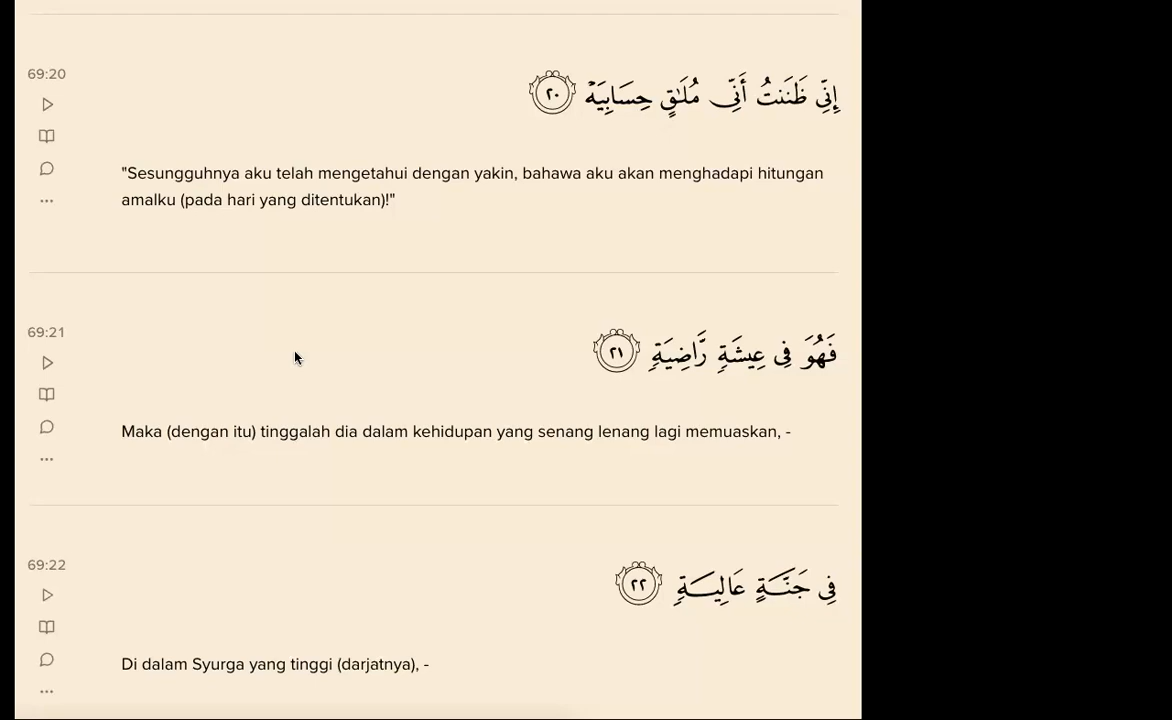 69:20
إِنِّى ظَنَنتُ أَنِّى مُلَـٰقٍ حِسَابِيَهْ ٢٠
"Sesungguhnya aku telah mengetahui dengan yakin, bahawa aku akan menghadapi hitungan
amalku (pada hari yang ditentukan)!"
69:21
فَهُوَ فِى عِيشَةٍ رَّاضِيَةٍ ٢١
Maka (dengan itu) tinggalah dia dalam kehidupan yang senang lenang lagi memuaskan, -
69:22
فِى جَنَّةٍ عَالِيَةٍ ٢٢
Di dalam Syurga yang tinggi (darjatnya), -